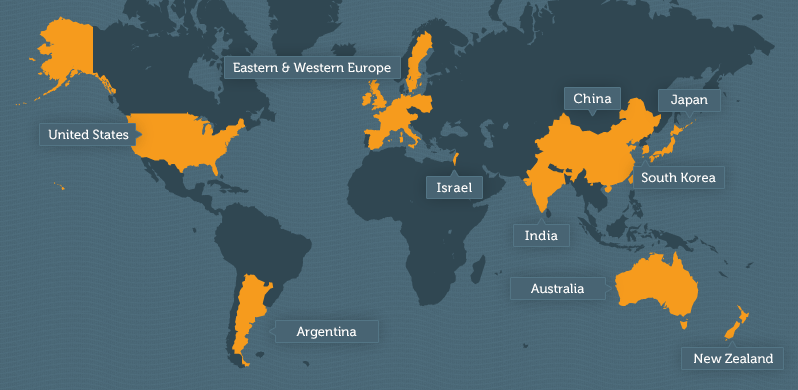 Eastern & Western Europe
China
Japan
United States
South Korea
Israel
India
Australia
Argentina
New Zealand